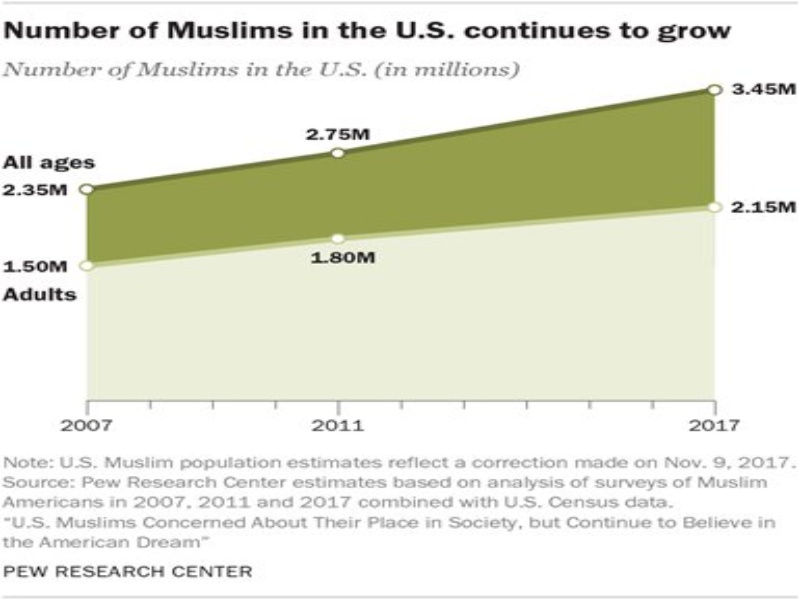 Number of Muslims in the U.S. continues to grow
Number of Muslims in the U.S. (in millions)
3.45M
2.75M
All ages
2.35M
2.15M
1.80M
1.50M
Adults
2007 2011 2017
Note: U.S. Muslim population estimates reflect a correction made on Nov. 9, 2017.
Source: Pew Research Center estimates based on analysis of surveys of Muslim
Americans in 2007, 2011 and 2017 combined with U.S. Census data.
“U.S. Muslims Concerned About Their Place in Society, but Continue to Believe in
the American Dream”
PEW RESEARCH CENTER